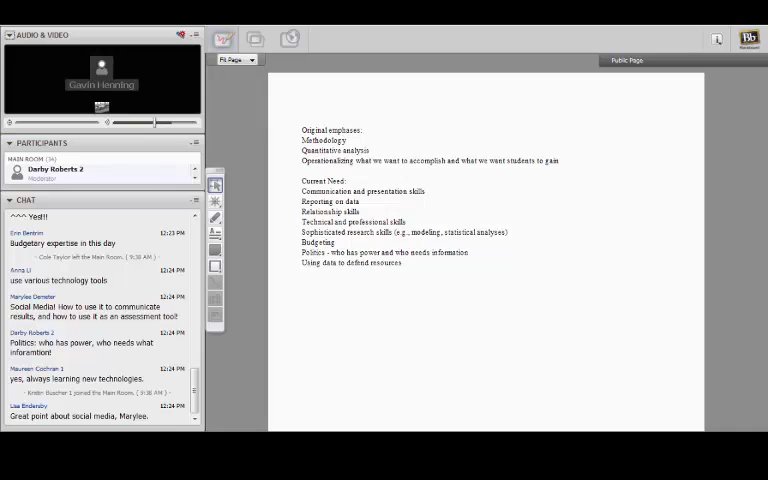 AUDIO & VIDEO
Gavin Henning
PARTICIPANTS
MAIN ROOM (34)
Darby Roberts 2
Moderator
CHAT
^^^ Yes!!!
Erin Bentrim 12:23 PM
Budgetary expertise in this day
- Cole Taylor left the Main Room. ( 9:38 AM ) -
Anna Li 12:24 PM
use various technology tools
Marylee Demeter 12:24 PM
Social Media! How to use it to communicate
results, and how to use it as an assessment tool!
Darby Roberts 2 12:24 PM
Politics: who has power, who needs what
inforamtion!
Maureen Cochran 1 12:24 PM
yes, always learning new technologies.
- Kristin Buscher 1 joined the Main Room. ( 9:38 AM ) -
Lisa Endersby 12:24 PM
Great point about social media, Marylee.
Fit Page
Public Page
Bb
Original emphases:
Methodology
Quantitative analysis
Operationalizing what we want to accomplish and what we want students to gain
Current Need:
Communication and presentation skills
Reporting on data
Relationship skills
Technical and professional skills
Sophisticated research skills (e.g., modeling, statistical analyses)
Budgeting
Politics - who has power and who needs information
Using data to defend resources